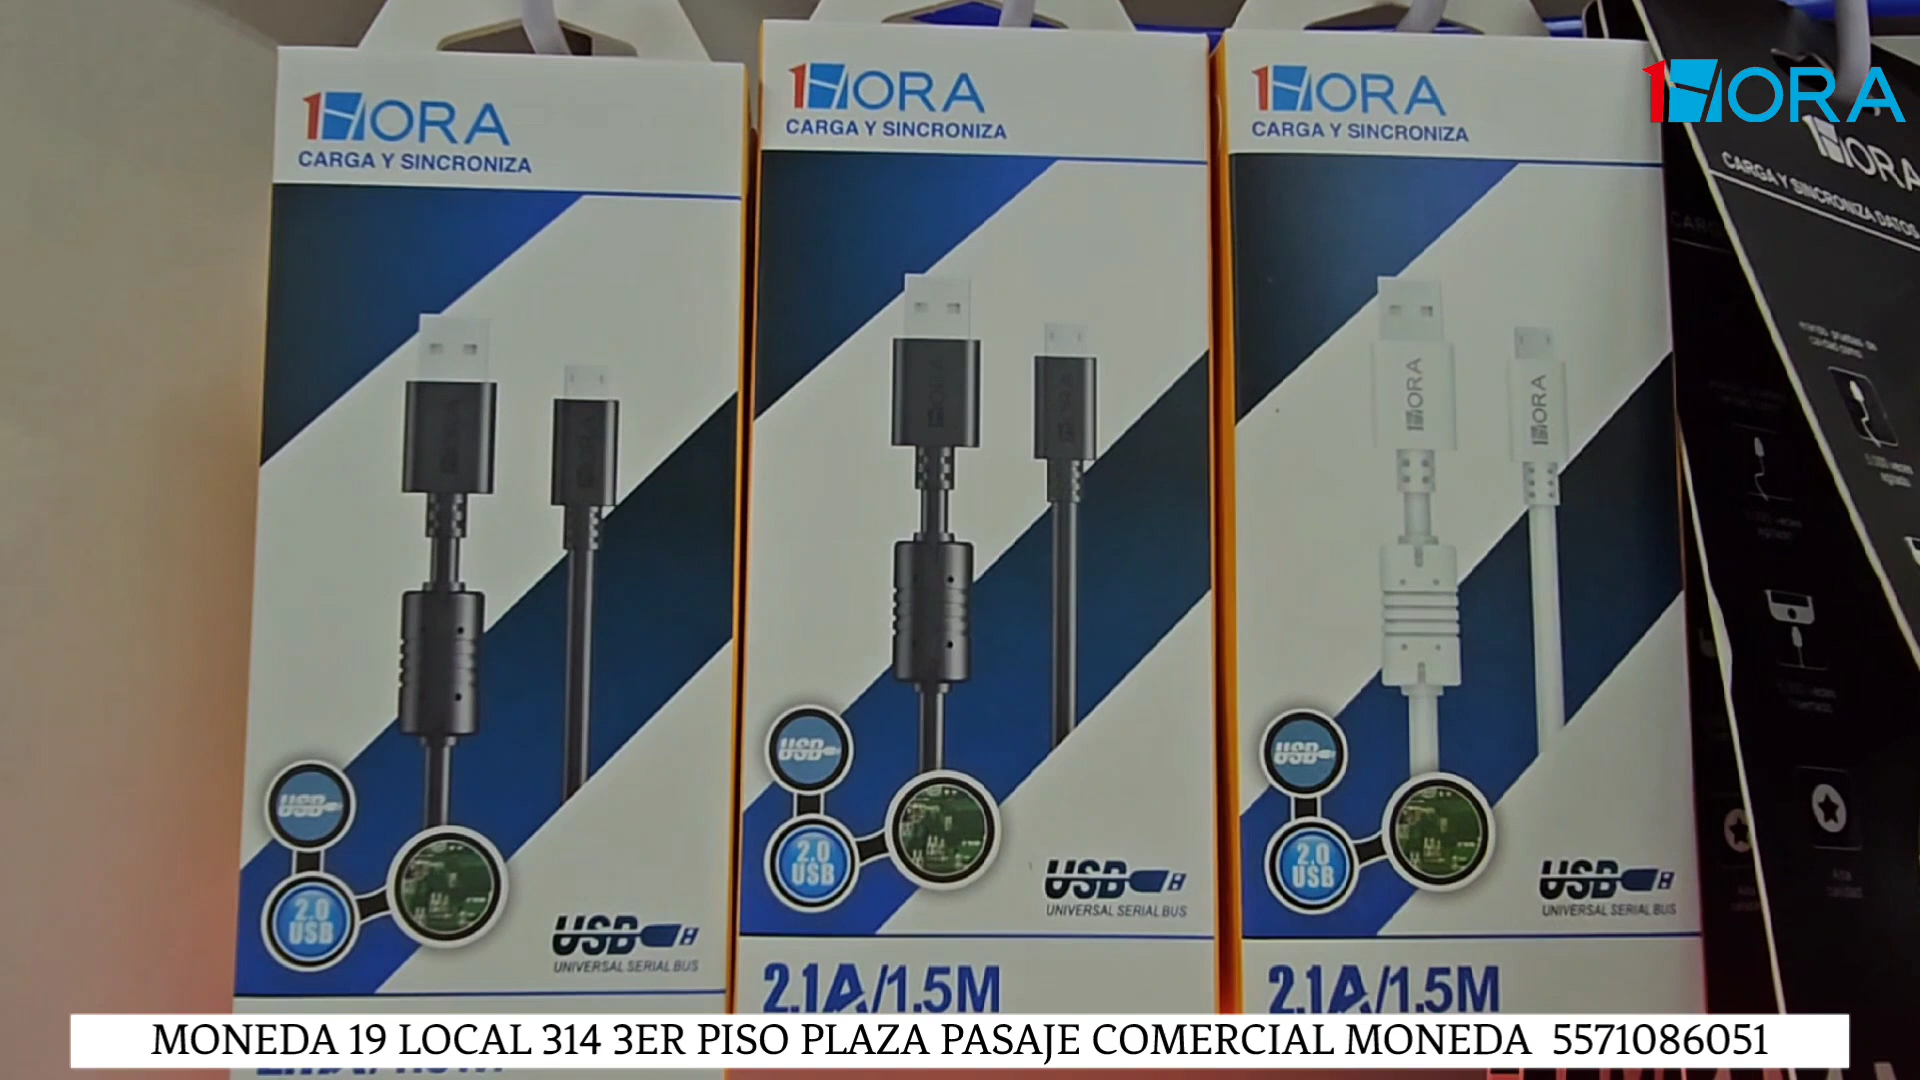 1HORA
CARGA Y SINCRONIZA
USB
2.0
USB
USB
UNIVERSAL SERIAL BUS
1HORA
CARGA Y SINCRONIZA
1HORA
1HORA
USB
2.0
USB
USB
UNIVERSAL SERIAL BUS
2.1A/1.5M
1HORA
CARGA Y SINCRONIZA
1HORA
1HORA
USB
2.0
USB
USB
UNIVERSAL SERIAL BUS
2.1A/1.5M
1HORA
1HORA
CARGA Y SINCRONIZA DATOS
MONEDA 19 LOCAL 314 3ER PISO PLAZA PASAJE COMERCIAL MONEDA 5571086051